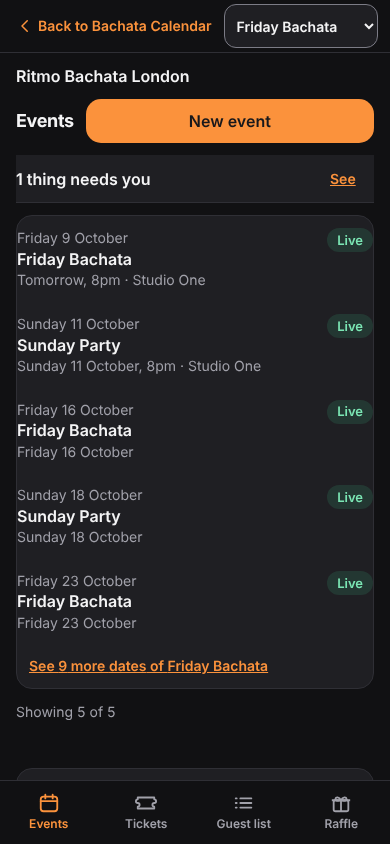 Back to Bachata Calendar
Friday Bachata
Ritmo Bachata London
Events
New event
1 thing needs you
See
Friday 9 October
Live
Friday Bachata
Tomorrow, 8pm · Studio One
Sunday 11 October
Live
Sunday Party
Sunday 11 October, 8pm · Studio One
Friday 16 October
Live
Friday Bachata
Friday 16 October
Sunday 18 October
Live
Sunday Party
Sunday 18 October
Friday 23 October
Live
Friday Bachata
Friday 23 October
See 9 more dates of Friday Bachata
Showing 5 of 5
Events
Tickets
Guest list
Raffle